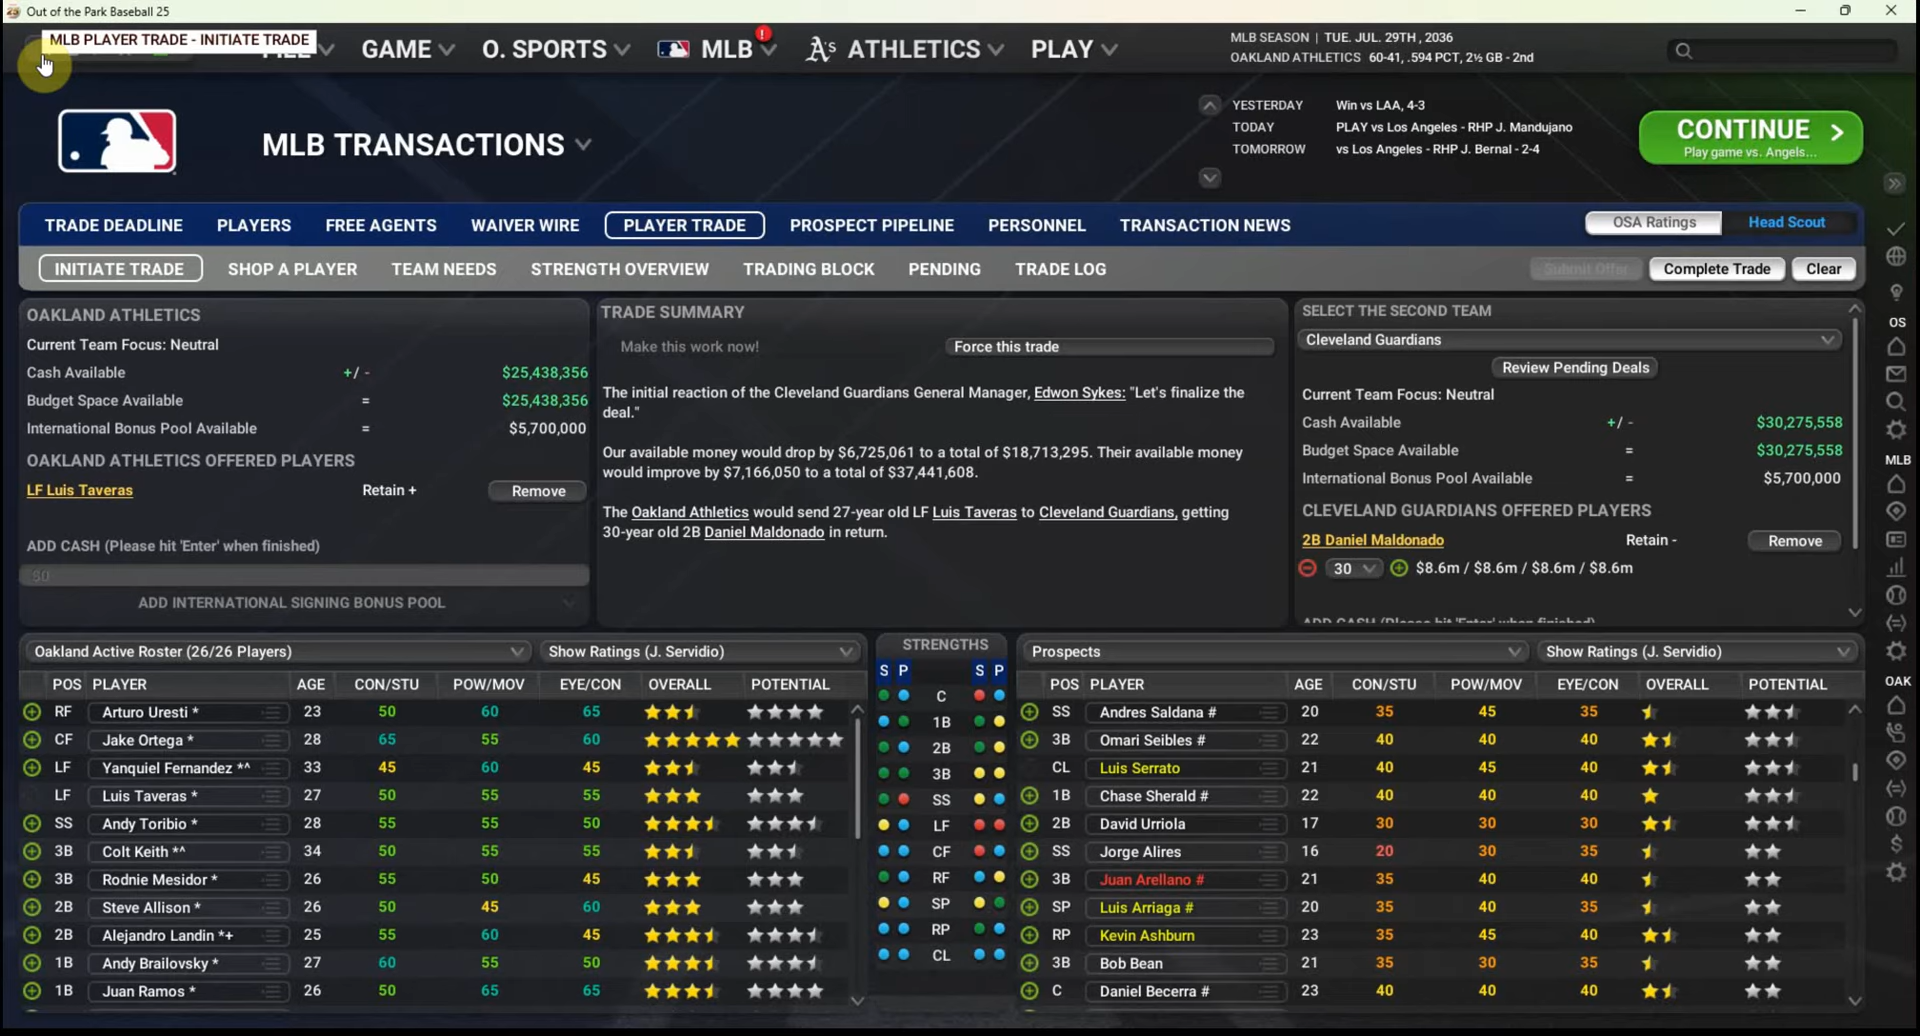 Out of the Park Baseball 25
MLB PLAYER TRADE - INITIATE TRADE
GAME
O. SPORTS
MLB
A's ATHLETICS
PLAY
MLB SEASON | TUE. JUL. 29TH , 2036
OAKLAND ATHLETICS 60-41, .594 PCT, 2½ GB - 2nd
MLB TRANSACTIONS
YESTERDAY Win vs LAA, 4-3
TODAY PLAY vs Los Angeles - RHP J. Mandujano
TOMORROW vs Los Angeles - RHP J. Bernal - 2-4
CONTINUE
Play game vs. Angels...
TRADE DEADLINE PLAYERS FREE AGENTS WAIVER WIRE PLAYER TRADE PROSPECT PIPELINE PERSONNEL TRANSACTION NEWS
OSA Ratings Head Scout
INITIATE TRADE SHOP A PLAYER TEAM NEEDS STRENGTH OVERVIEW TRADING BLOCK PENDING TRADE LOG
Submit Offer Complete Trade Clear
OAKLAND ATHLETICS
Current Team Focus: Neutral
Cash Available +/ - $25,438,356
Budget Space Available = $25,438,356
International Bonus Pool Available = $5,700,000
OAKLAND ATHLETICS OFFERED PLAYERS
LF Luis Taveras Retain + Remove
ADD CASH (Please hit 'Enter' when finished)
$0
ADD INTERNATIONAL SIGNING BONUS POOL
TRADE SUMMARY
Make this work now! Force this trade
The initial reaction of the Cleveland Guardians General Manager, Edwon Sykes: "Let's finalize the
deal."
Our available money would drop by $6,725,061 to a total of $18,713,295. Their available money
would improve by $7,166,050 to a total of $37,441,608.
The Oakland Athletics would send 27-year old LF Luis Taveras to Cleveland Guardians, getting
30-year old 2B Daniel Maldonado in return.
SELECT THE SECOND TEAM
Cleveland Guardians
Review Pending Deals
Current Team Focus: Neutral
Cash Available +/ - $30,275,558
Budget Space Available = $30,275,558
International Bonus Pool Available = $5,700,000
CLEVELAND GUARDIANS OFFERED PLAYERS
2B Daniel Maldonado Retain - Remove
30 $8.6m / $8.6m / $8.6m / $8.6m
ADD CASH (Please hit 'Enter' when finished)
Oakland Active Roster (26/26 Players) Show Ratings (J. Servidio)
POS PLAYER AGE CON/STU POW/MOV EYE/CON OVERALL POTENTIAL
RF Arturo Uresti * 23 50 60 65
CF Jake Ortega * 28 65 55 60
LF Yanquiel Fernandez *^ 33 45 60 45
LF Luis Taveras * 27 50 55 55
SS Andy Toribio * 28 55 55 50
3B Colt Keith *^ 34 50 55 55
3B Rodnie Mesidor * 26 55 50 45
2B Steve Allison * 26 50 45 60
2B Alejandro Landin *+ 25 55 60 45
1B Andy Brailovsky * 27 60 55 50
1B Juan Ramos * 26 50 65 65
STRENGTHS
S P S P
C
1B
2B
3B
SS
LF
CF
RF
SP
RP
CL
Prospects Show Ratings (J. Servidio)
POS PLAYER AGE CON/STU POW/MOV EYE/CON OVERALL POTENTIAL
SS Andres Saldana # 20 35 45 35
3B Omari Seibles # 22 40 40 40
CL Luis Serrato 21 40 45 40
1B Chase Sherald # 22 40 40 40
2B David Urriola 17 30 30 30
SS Jorge Alires 16 20 30 35
3B Juan Arellano # 21 35 40 40
SP Luis Arriaga # 20 35 40 35
RP Kevin Ashburn 23 35 45 40
3B Bob Bean 21 35 30 35
C Daniel Becerra # 23 40 40 40
OS
MLB
OAK